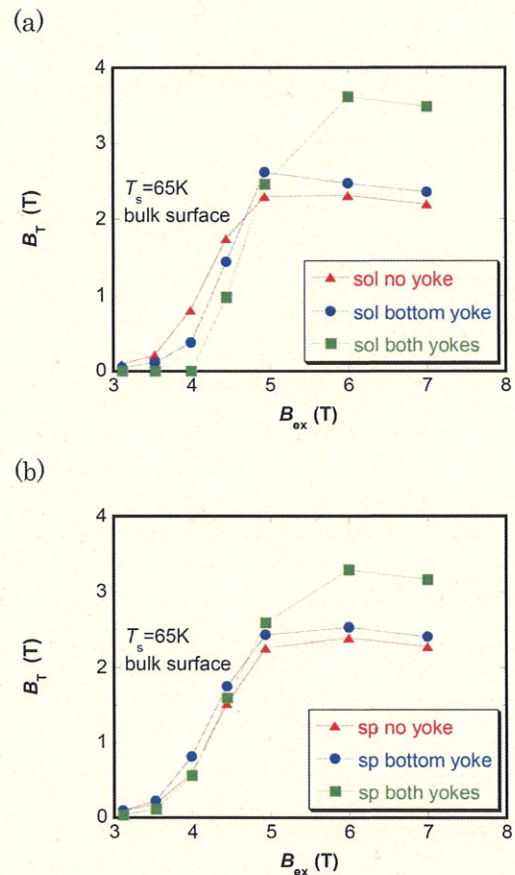 (a)
4
3
2
1
0
B_T (T)
T_s=65K
bulk surface
sol no yoke
sol bottom yoke
sol both yokes
3 4 5 6 7 8
B_ex (T)
(b)
4
3
2
1
0
B_T (T)
T_s=65K
bulk surface
sp no yoke
sp bottom yoke
sp both yokes
3 4 5 6 7 8
B_ex (T)